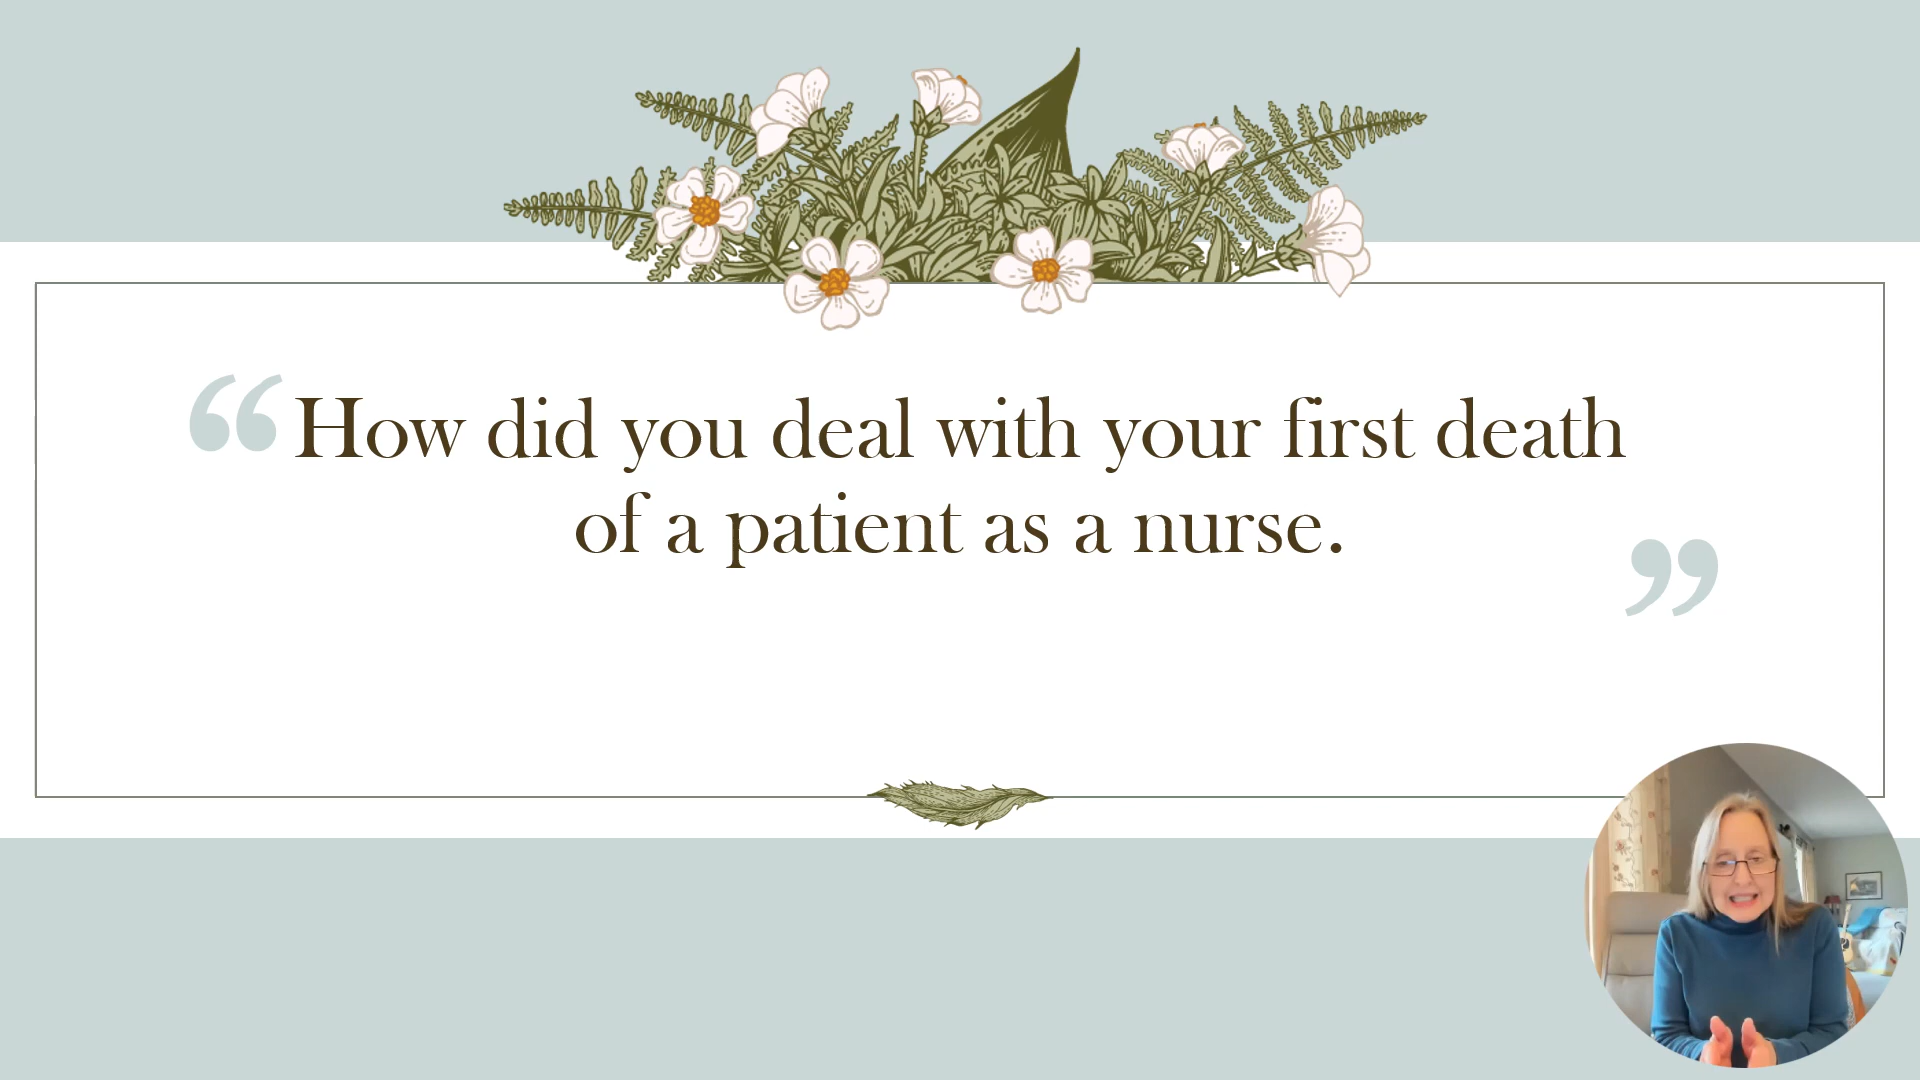 “How did you deal with your first death
of a patient as a nurse.”